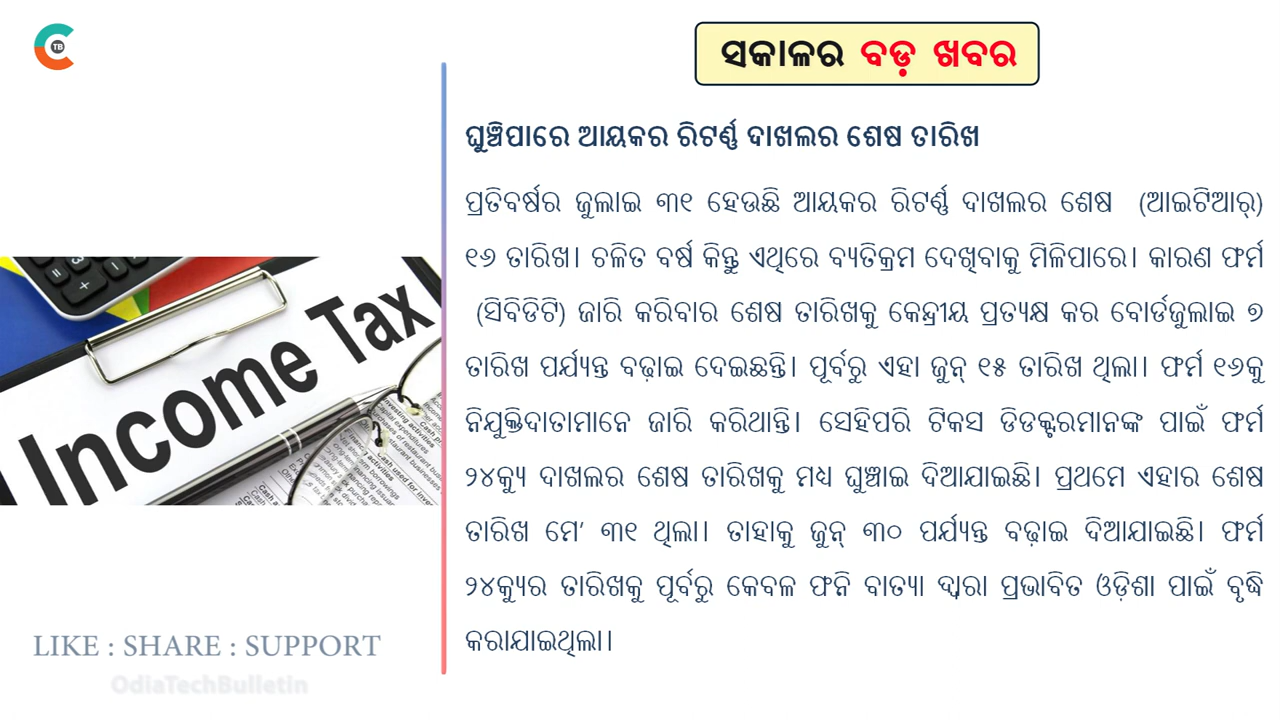 TB
ସକାଳର ବଡ଼ ଖବର
ଘୁଞ୍ଚିପାରେ ଆୟକର ରିଟର୍ଣ୍ଣ ଦାଖଲର ଶେଷ ତାରିଖ
ପ୍ରତିବର୍ଷର ଜୁଲାଇ ୩୧ ହେଉଛି ଆୟକର ରିଟର୍ଣ୍ଣ ଦାଖଲର ଶେଷ (ଆଇଟିଆର୍)
୧୬ ତାରିଖ। ଚଳିତ ବର୍ଷ କିନ୍ତୁ ଏଥିରେ ବ୍ୟତିକ୍ରମ ଦେଖିବାକୁ ମିଳିପାରେ। କାରଣ ଫର୍ମ
(ସିବିଡିଟି) ଜାରି କରିବାର ଶେଷ ତାରିଖକୁ କେନ୍ଦ୍ରୀୟ ପ୍ରତ୍ୟକ୍ଷ କର ବୋର୍ଡଜୁଲାଇ ୭
ତାରିଖ ପର୍ଯ୍ୟନ୍ତ ବଢ଼ାଇ ଦେଇଛନ୍ତି। ପୂର୍ବରୁ ଏହା ଜୁନ୍ ୧୫ ତାରିଖ ଥିଲା। ଫର୍ମ ୧୬କୁ
ନିଯୁକ୍ତିଦାତାମାନେ ଜାରି କରିଥାନ୍ତି। ସେହିପରି ଟିକସ ଡିଡକ୍ଟରମାନଙ୍କ ପାଇଁ ଫର୍ମ
୨୪କ୍ୟୁ ଦାଖଲର ଶେଷ ତାରିଖକୁ ମଧ୍ୟ ଘୁଞ୍ଚାଇ ଦିଆଯାଇଛି। ପ୍ରଥମେ ଏହାର ଶେଷ
ତାରିଖ ମେ' ୩୧ ଥିଲା। ତାହାକୁ ଜୁନ୍ ୩୦ ପର୍ଯ୍ୟନ୍ତ ବଢ଼ାଇ ଦିଆଯାଇଛି। ଫର୍ମ
୨୪କ୍ୟୁର ତାରିଖକୁ ପୂର୍ବରୁ କେବଳ ଫନି ବାତ୍ୟା ଦ୍ୱାରା ପ୍ରଭାବିତ ଓଡ଼ିଶା ପାଇଁ ବୃଦ୍ଧି
କରାଯାଇଥିଲା।
Income Tax
LIKE : SHARE : SUPPORT
OdiaTechBulletin